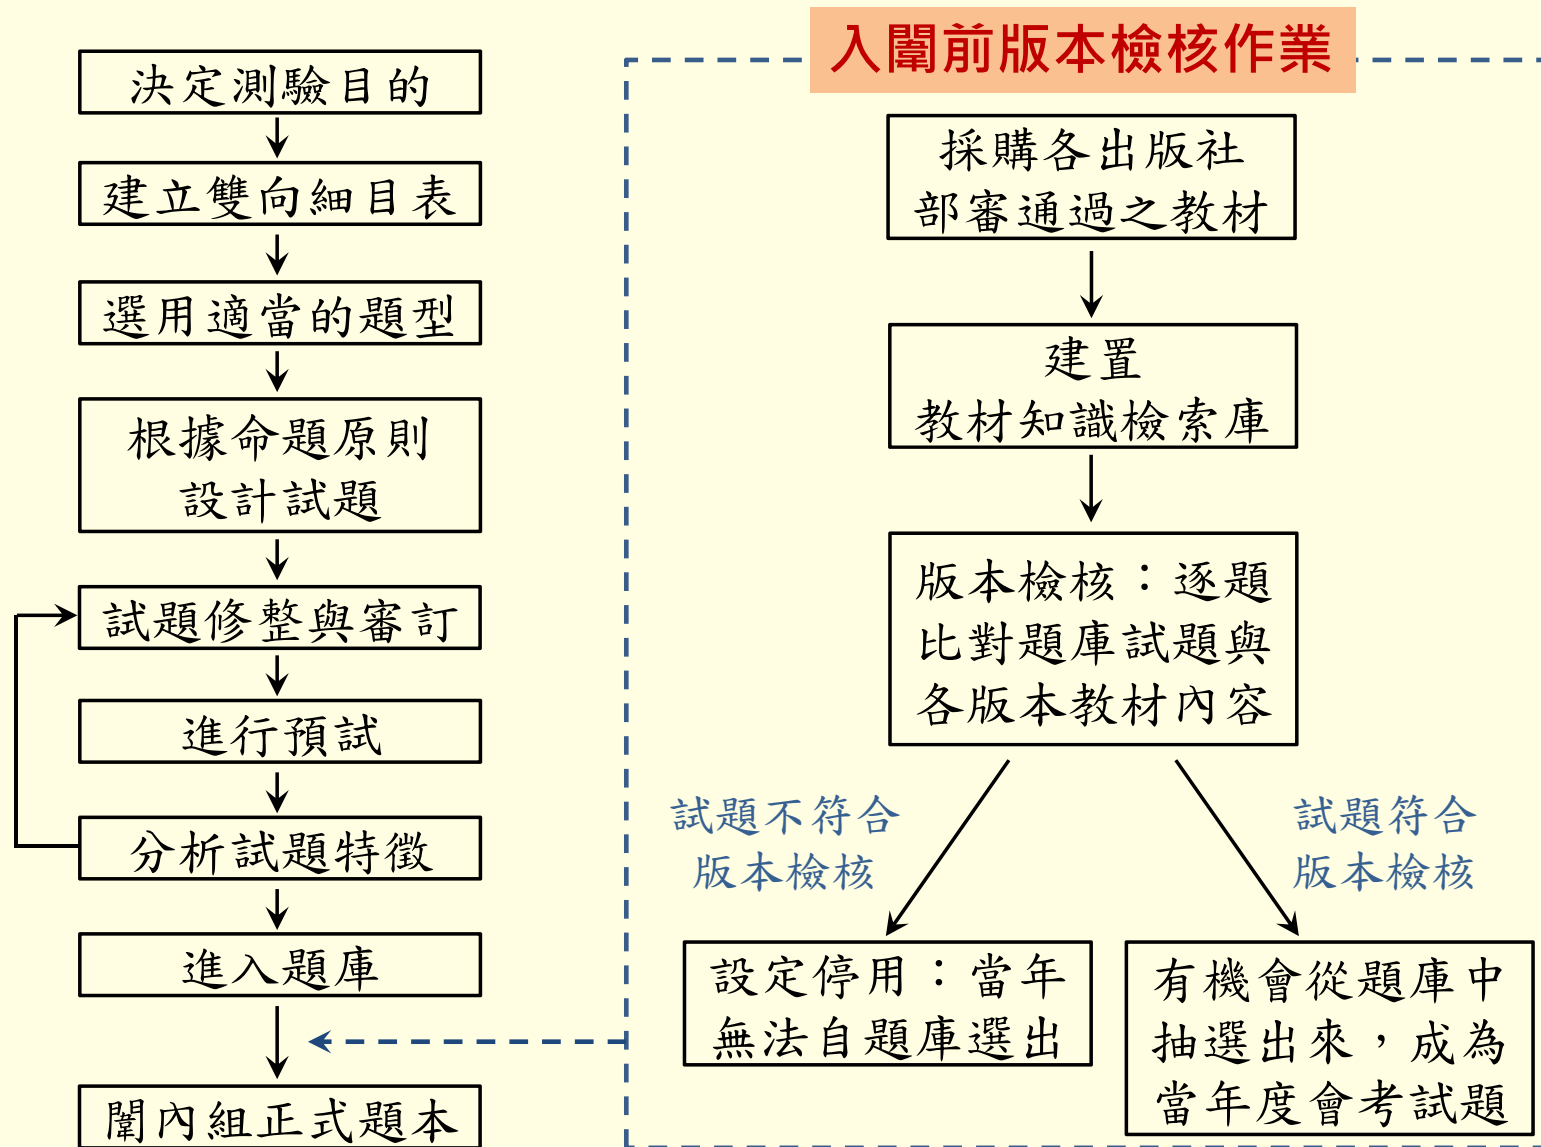 決定測驗目的
建立雙向細目表
選用適當的題型
根據命題原則
設計試題
試題修整與審訂
進行預試
分析試題特徵
進入題庫
闈內組正式題本
入闈前版本檢核作業
採購各出版社
部審通過之教材
建置
教材知識檢索庫
版本檢核：逐題
比對題庫試題與
各版本教材內容
試題不符合
版本檢核
試題符合
版本檢核
設定停用：當年
無法自題庫選出
有機會從題庫中
抽選出來，成為
當年度會考試題